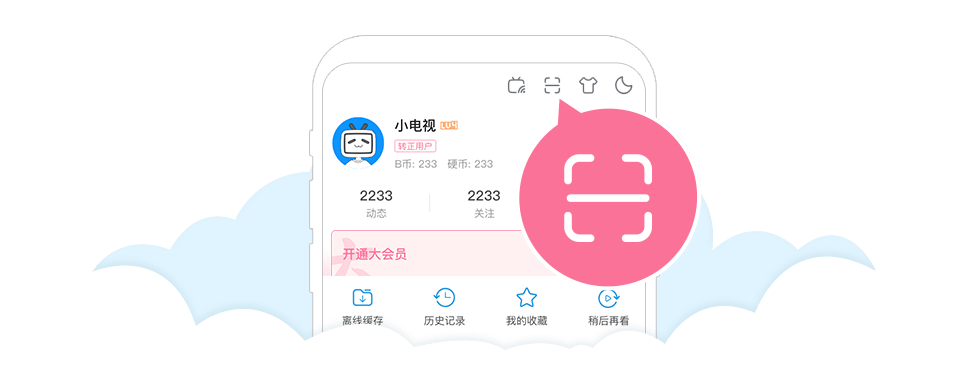 小电视 LV4
转正用户
B币: 233 硬币: 233
2233 2233
动态 关注
开通大会员
离线缓存 历史记录 我的收藏 稍后再看